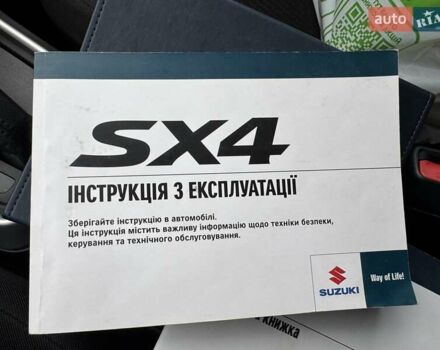 auto RIA
SX4
ІНСТРУКЦІЯ З ЕКСПЛУАТАЦІЇ
Зберігайте інструкцію в автомобілі.
Ця інструкція містить важливу інформацію щодо техніки безпеки,
керування та технічного обслуговування.
SUZUKI
Way of Life!
книжка